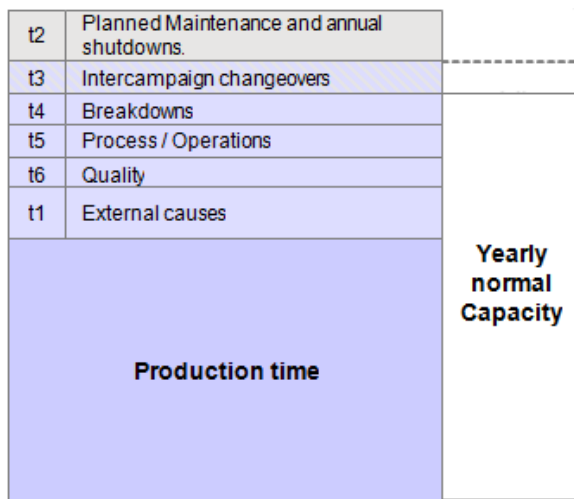 t2 Planned Maintenance and annual
shutdowns.
t3 Intercampaign changeovers
t4 Breakdowns
t5 Process / Operations
t6 Quality
t1 External causes
Yearly
normal
Capacity
Production time